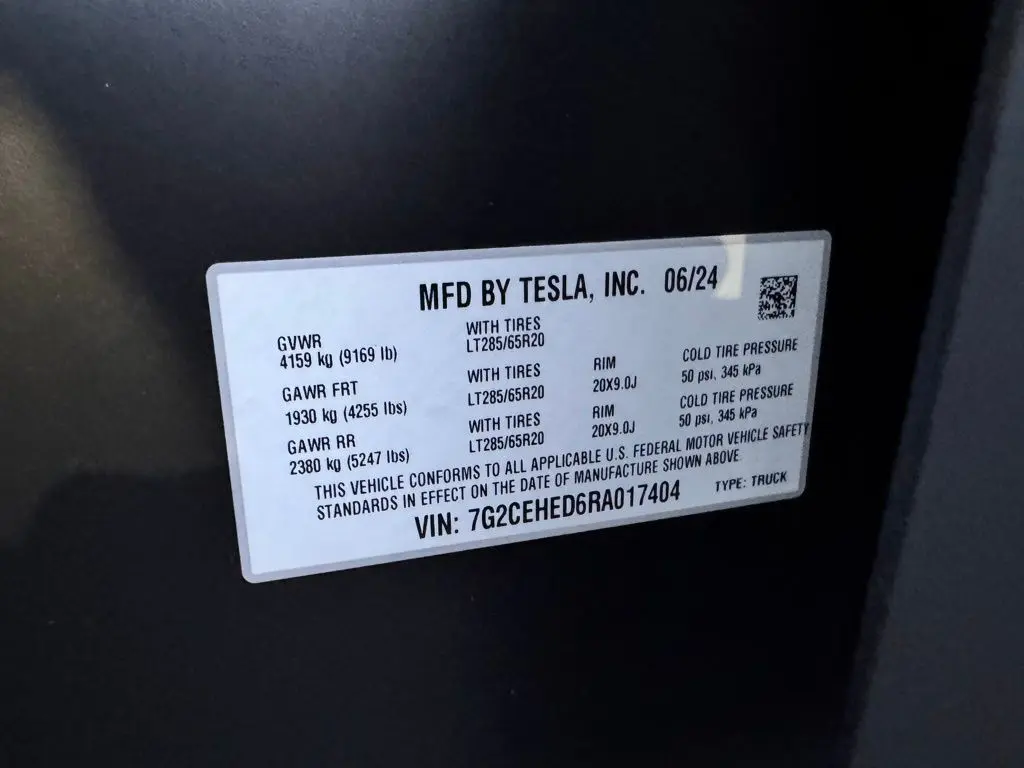 MFD BY TESLA, INC. 06/24
GVWR
4159 kg (9169 lb)
WITH TIRES
LT285/65R20
GAWR FRT
1930 kg (4255 lbs)
WITH TIRES
LT285/65R20
RIM
20X9.0J
COLD TIRE PRESSURE
50 psi, 345 kPa
GAWR RR
2380 kg (5247 lbs)
WITH TIRES
LT285/65R20
RIM
20X9.0J
COLD TIRE PRESSURE
50 psi, 345 kPa
THIS VEHICLE CONFORMS TO ALL APPLICABLE U.S. FEDERAL MOTOR VEHICLE SAFETY
STANDARDS IN EFFECT ON THE DATE OF MANUFACTURE SHOWN ABOVE.
VIN: 7G2CEHED6RA017404
TYPE: TRUCK